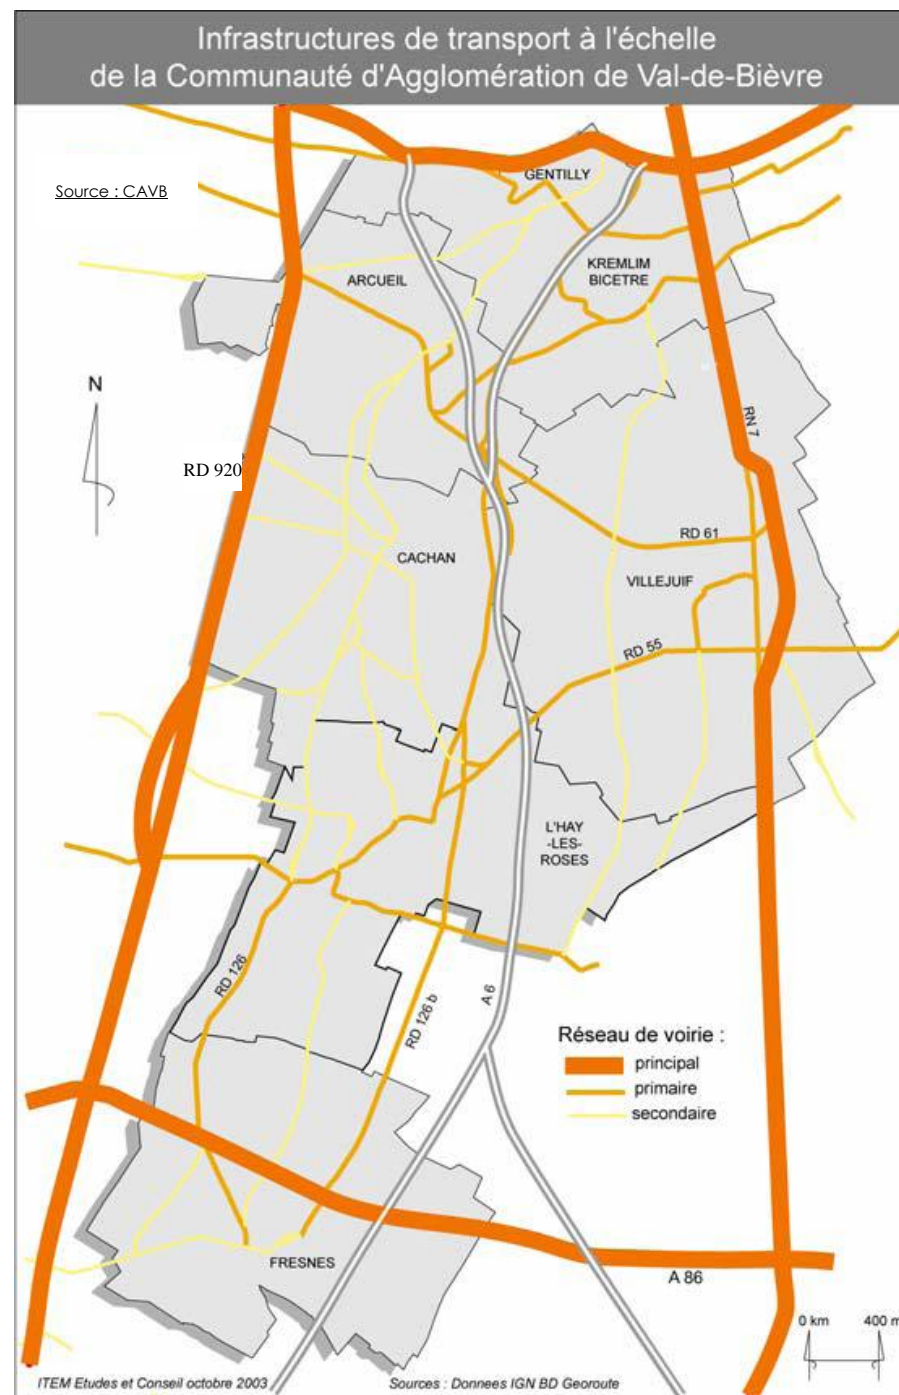 Infrastructures de transport à l'échelle
de la Communauté d'Agglomération de Val-de-Bièvre
Source : CAVB
GENTILLY
KREMLIM
BICETRE
ARCUEIL
N
RN 7
RD 920
RD 61
CACHAN
VILLEJUIF
RD 55
L'HAY
-LES-
ROSES
RD 126
A 6
RD 126 b
Réseau de voirie :
principal
primaire
secondaire
FRESNES
A 86
0 km
400 m
ITEM Etudes et Conseil octobre 2003
Sources : Donnees IGN BD Georoute